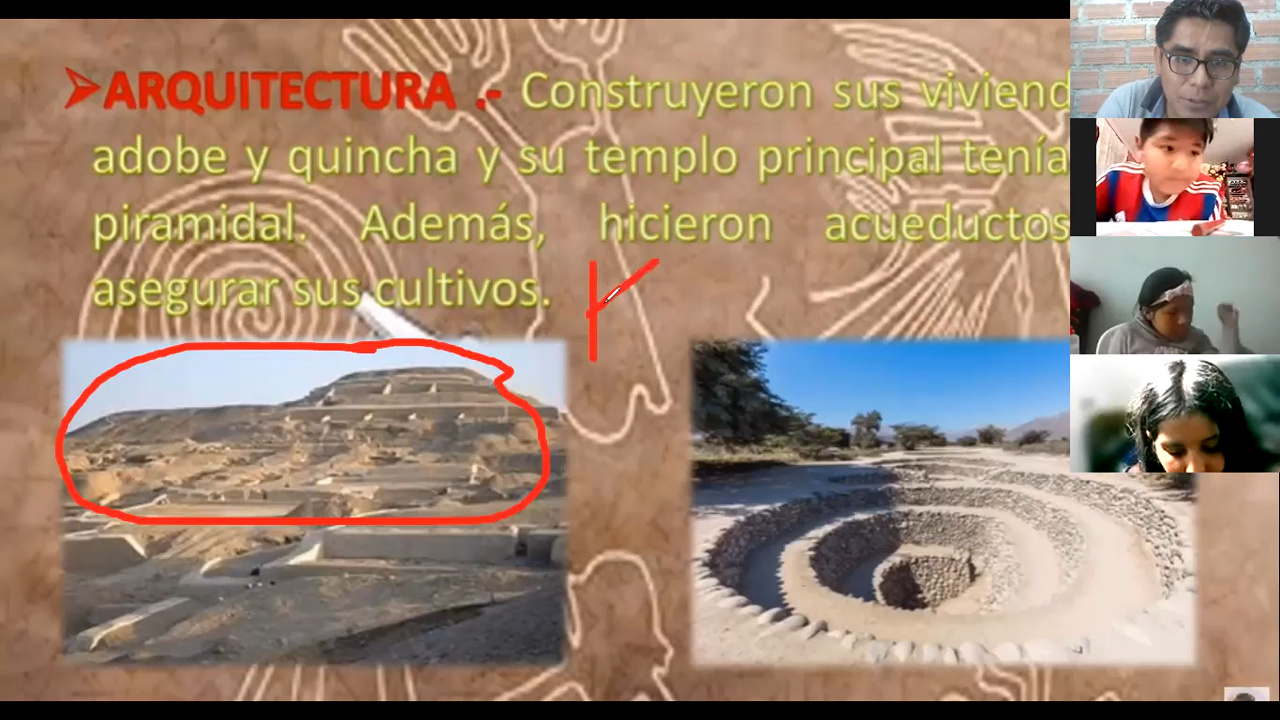 ➢ARQUITECTURA .- Construyeron sus viviend
adobe y quincha y su templo principal tenía
piramidal. Además, hicieron acueductos
asegurar sus cultivos.